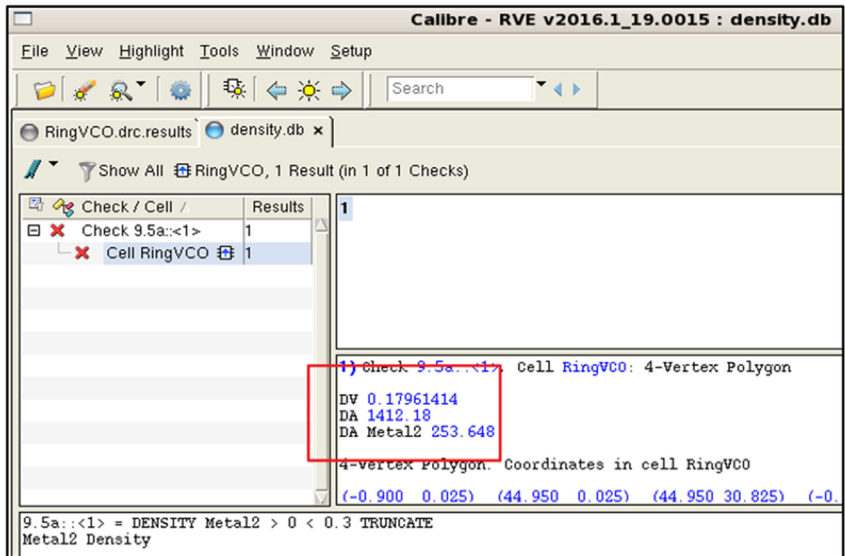 Calibre - RVE v2016.1_19.0015 : density.db
File View Highlight Tools Window Setup
Search
RingVCO.drc.results density.db ×
Show All RingVCO, 1 Result (in 1 of 1 Checks)
Check / Cell Results
Check 9.5a::<1> 1
Cell RingVCO 1
1
1) Check 9.5a::<1>, Cell RingVCO: 4-Vertex Polygon
DV 0.17961414
DA 1412.18
DA Metal2 253.648
4-Vertex Polygon. Coordinates in cell RingVCO
(-0.900 0.025) (44.950 0.025) (44.950 30.825) (-0.
9.5a::<1> = DENSITY Metal2 > 0 < 0.3 TRUNCATE
Metal2 Density